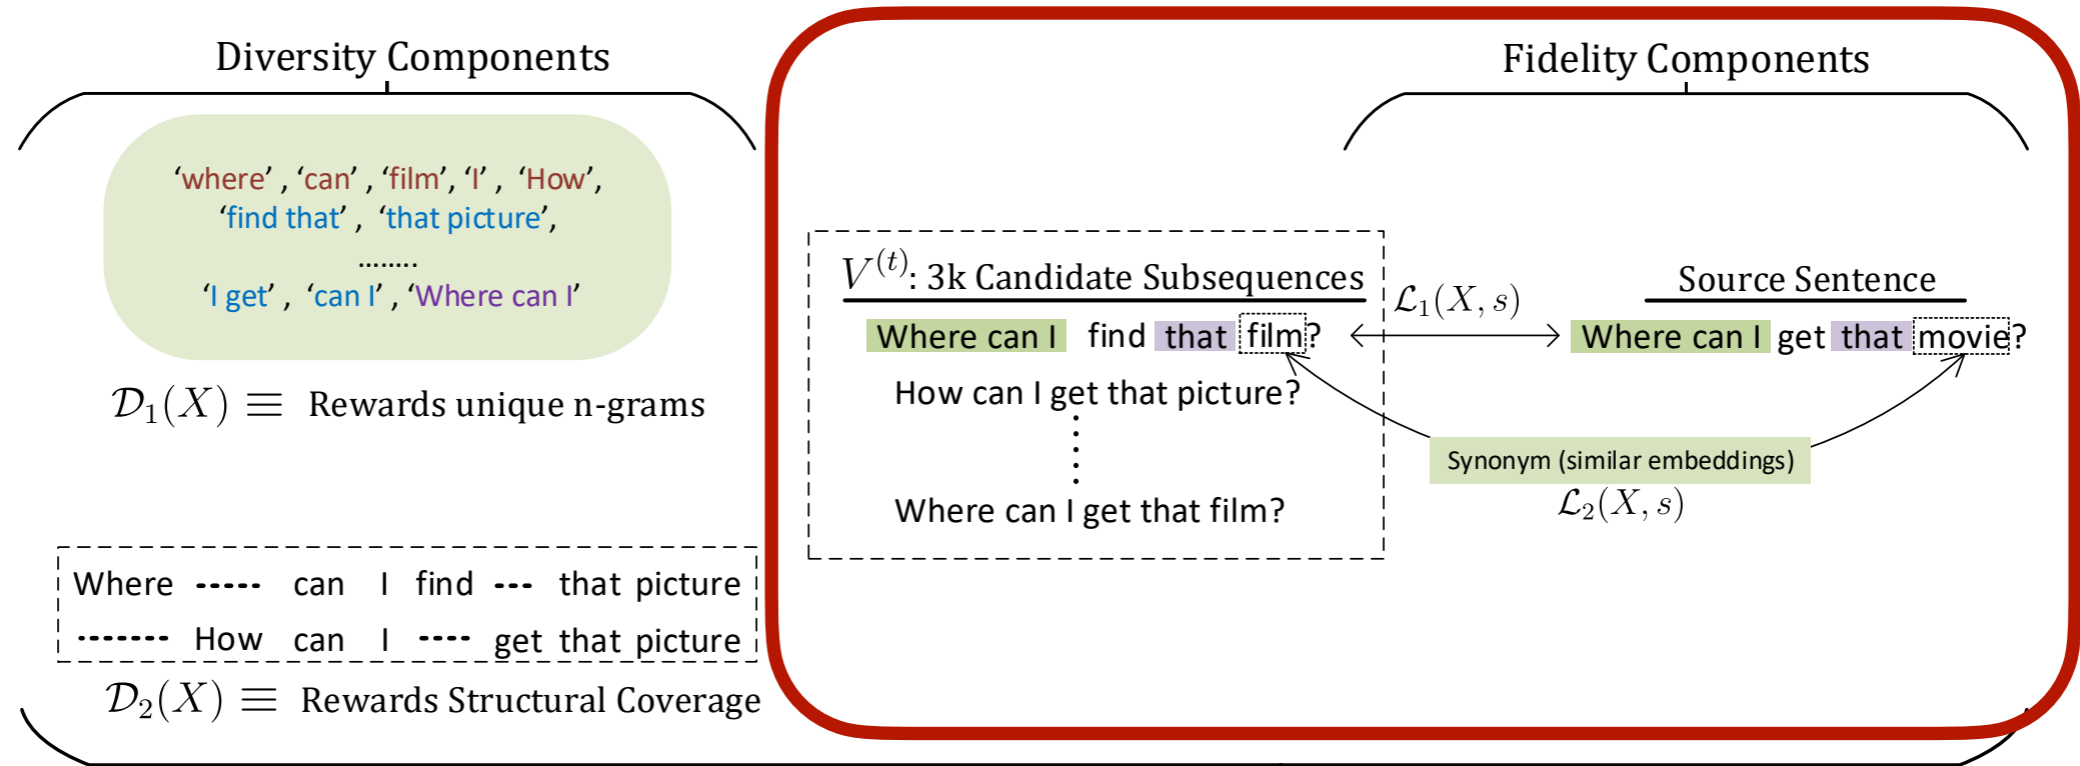 Diversity Components
‘where’ , ‘can’ , ‘film’, ‘I’ , ‘How’,
‘find that’ , ‘that picture’,
........
‘I get’ , ‘can I’ , ‘Where can I’
𝒟₁(X) ≡ Rewards unique n-grams
Where ----- can I find --- that picture
------- How can I ---- get that picture
𝒟₂(X) ≡ Rewards Structural Coverage
Fidelity Components
V⁽ᵗ⁾: 3k Candidate Subsequences
Where can I find that film?
How can I get that picture?
Where can I get that film?
ℒ₁(X, s)
Source Sentence
Where can I get that movie?
Synonym (similar embeddings)
ℒ₂(X, s)